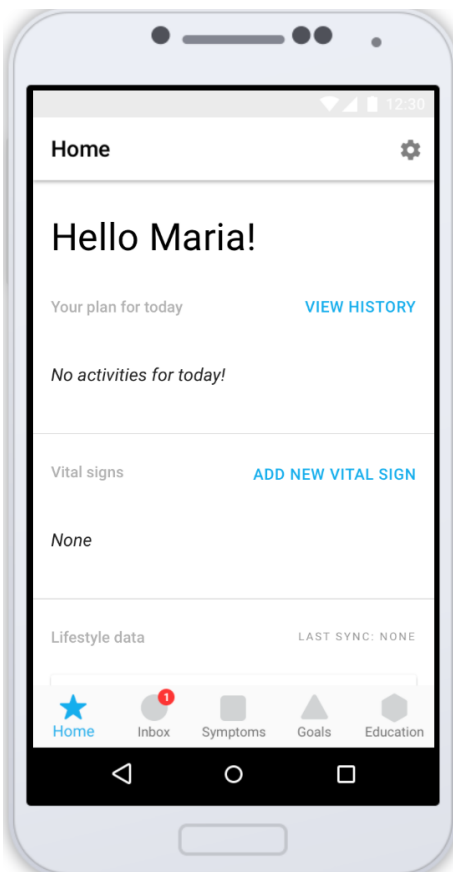 12:30
Home
Hello Maria!
Your plan for today VIEW HISTORY
No activities for today!
Vital signs ADD NEW VITAL SIGN
None
Lifestyle data LAST SYNC: NONE
1
Home Inbox Symptoms Goals Education